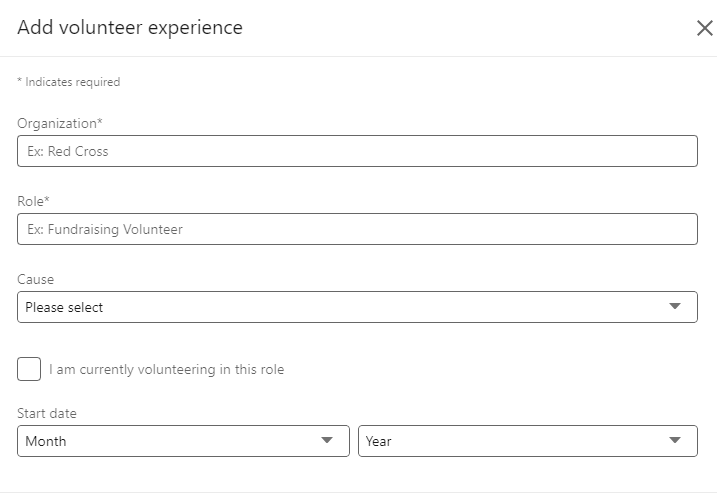 Add volunteer experience
* Indicates required
Organization*
Ex: Red Cross
Role*
Ex: Fundraising Volunteer
Cause
Please select
I am currently volunteering in this role
Start date
Month Year